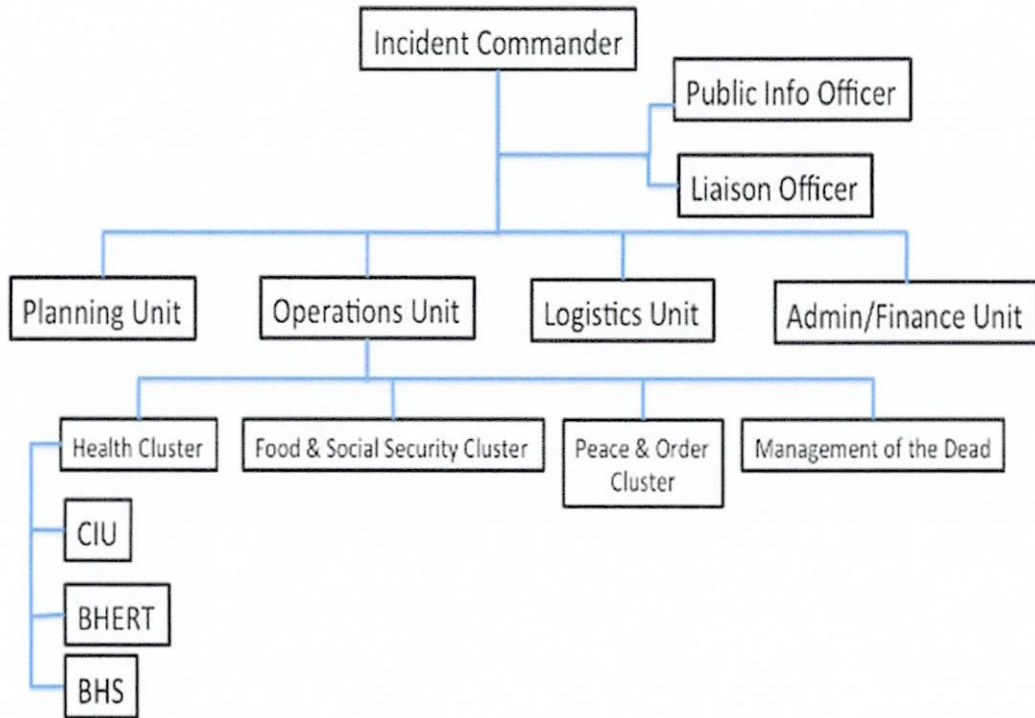 Incident Commander
Public Info Officer
Liaison Officer
Planning Unit
Operations Unit
Logistics Unit
Admin/Finance Unit
Health Cluster
Food & Social Security Cluster
Peace & Order
Cluster
Management of the Dead
CIU
BHERT
BHS